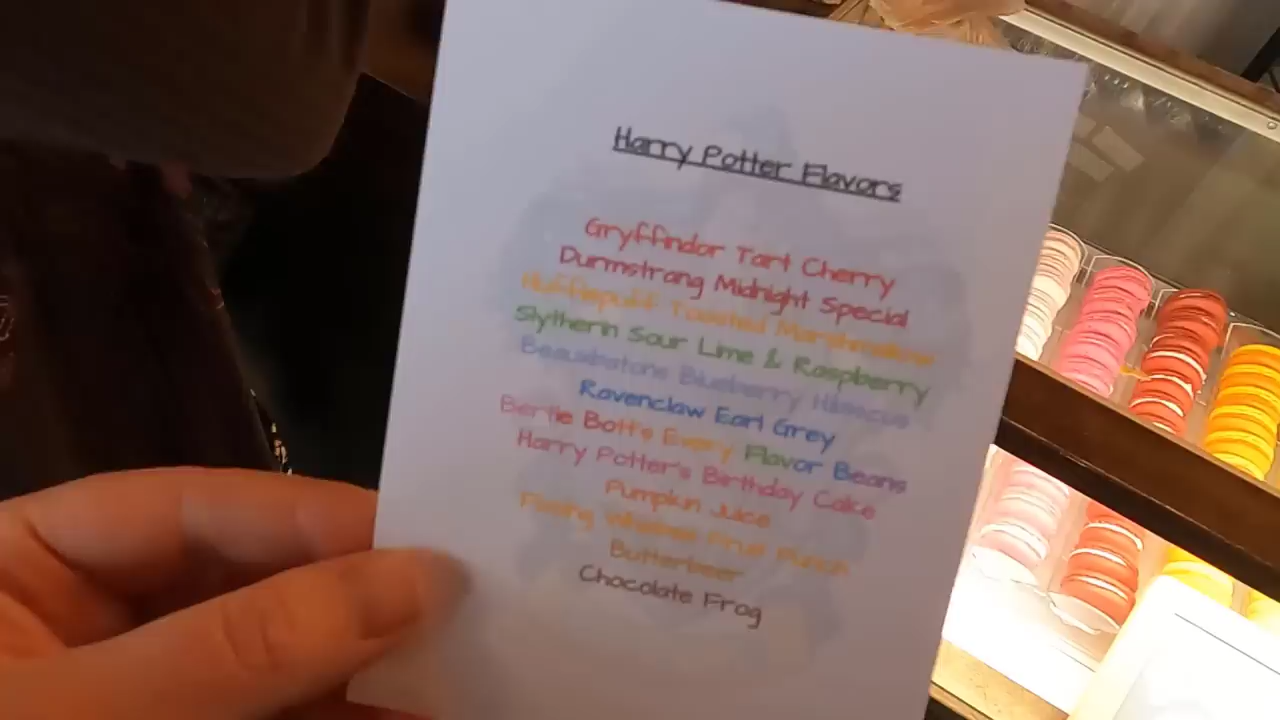 Harry Potter Flavors
Gryffindor Tart Cherry
Durmstrang Midnight Special
Hufflepuff Toasted Marshmallow
Slytherin Sour Lime & Raspberry
Beauxbatons Blueberry Hibiscus
Ravenclaw Earl Grey
Bertie Bott's Every Flavor Beans
Harry Potter's Birthday Cake
Pumpkin Juice
Fizzing Whizbee Fruit Punch
Butterbeer
Chocolate Frog